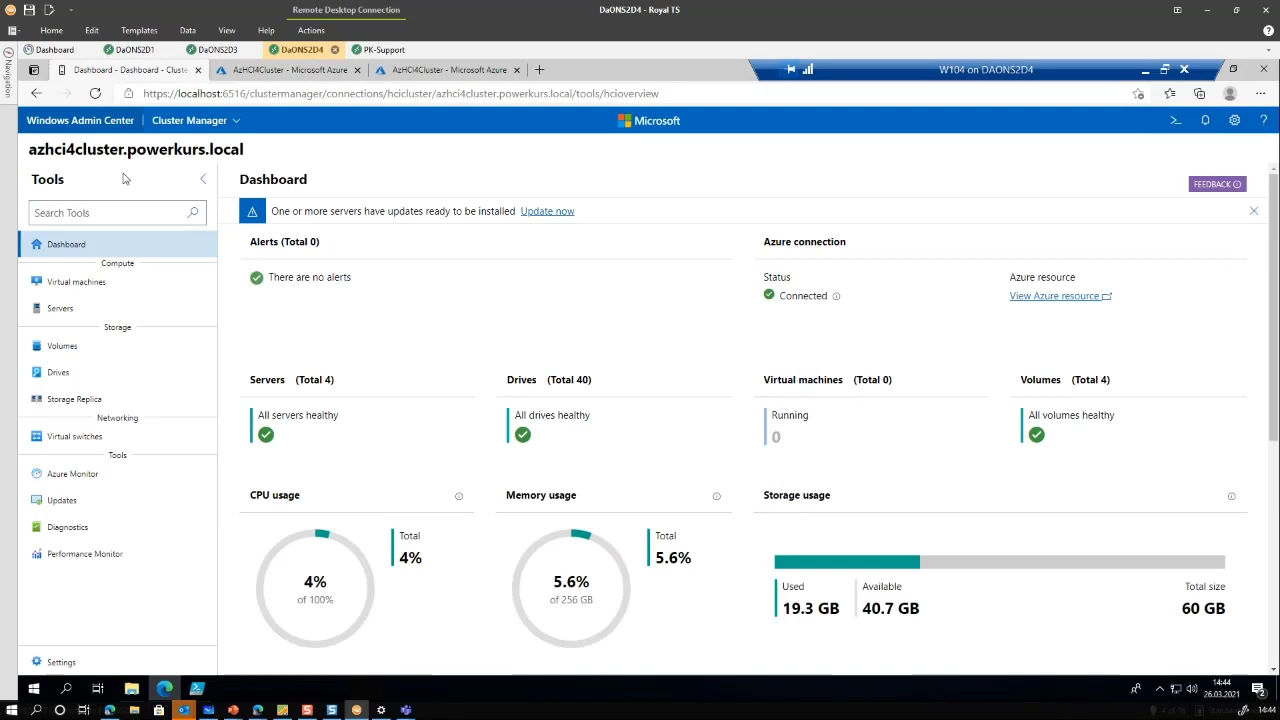 Remote Desktop Connection
DaONS2D4 - Royal TS
Home Edit Templates Data View Help Actions
Dashboard DaONS2D1 DaONS2D3 DaONS2D4 PK-Support
Navigation
Dashboard - Dashboard - Cluste
AzHCI4Cluster - Microsoft Azure
AzHCI4Cluster - Microsoft Azure
W104 on DAONS2D4
https://localhost:6516/clustermanager/connections/hcicluster/azhci4cluster.powerkurs.local/tools/hcioverview
Windows Admin Center | Cluster Manager
Microsoft
azhci4cluster.powerkurs.local
Tools
Search Tools
Dashboard
Compute
Virtual machines
Servers
Storage
Volumes
Drives
Storage Replica
Networking
Virtual switches
Tools
Azure Monitor
Updates
Diagnostics
Performance Monitor
Settings
Dashboard
FEEDBACK
One or more servers have updates ready to be installed Update now
Alerts (Total 0)
There are no alerts
Azure connection
Status
Connected
Azure resource
View Azure resource
Servers (Total 4)
All servers healthy
Drives (Total 40)
All drives healthy
Virtual machines (Total 0)
Running
0
Volumes (Total 4)
All volumes healthy
CPU usage
4%
of 100%
Total
4%
Memory usage
5.6%
of 256 GB
Total
5.6%
Storage usage
Used
19.3 GB
Available
40.7 GB
Total size
60 GB
14:44
26.03.2021
2
14:44